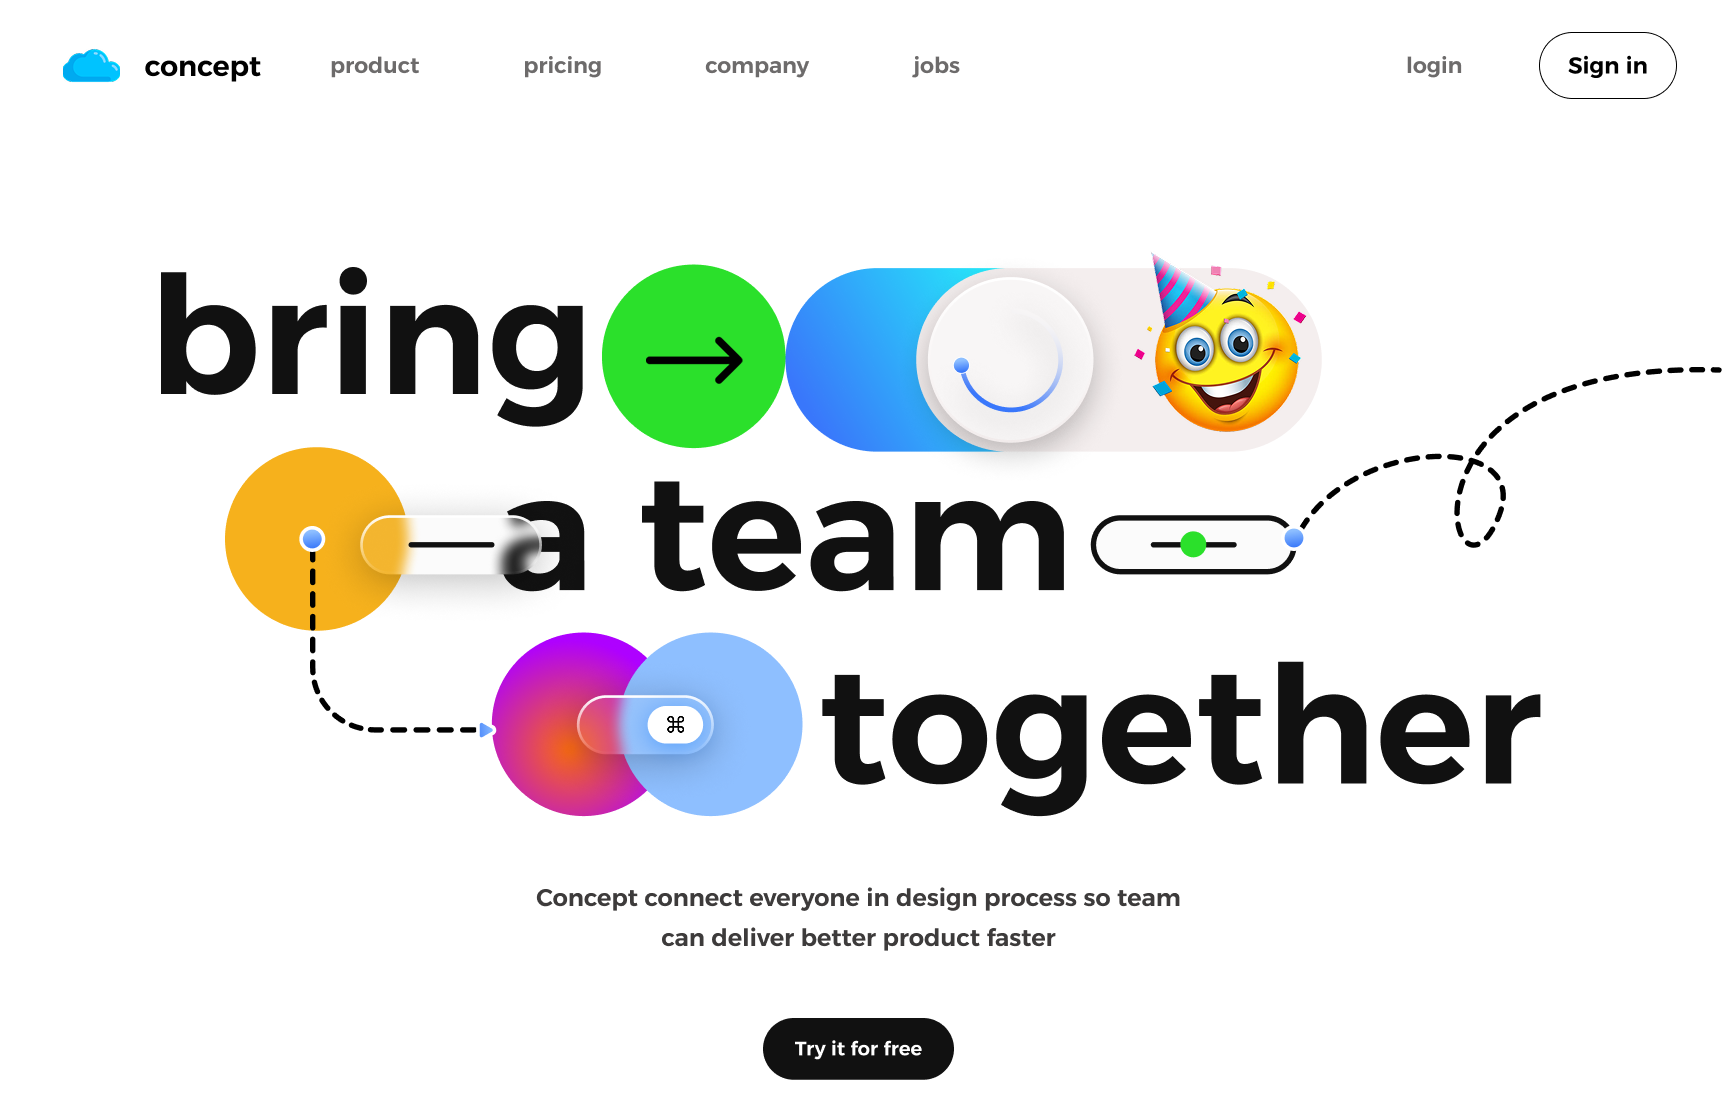 concept product pricing company jobs login Sign in
bring
a team
⌘
together
Concept connect everyone in design process so team
can deliver better product faster
Try it for free